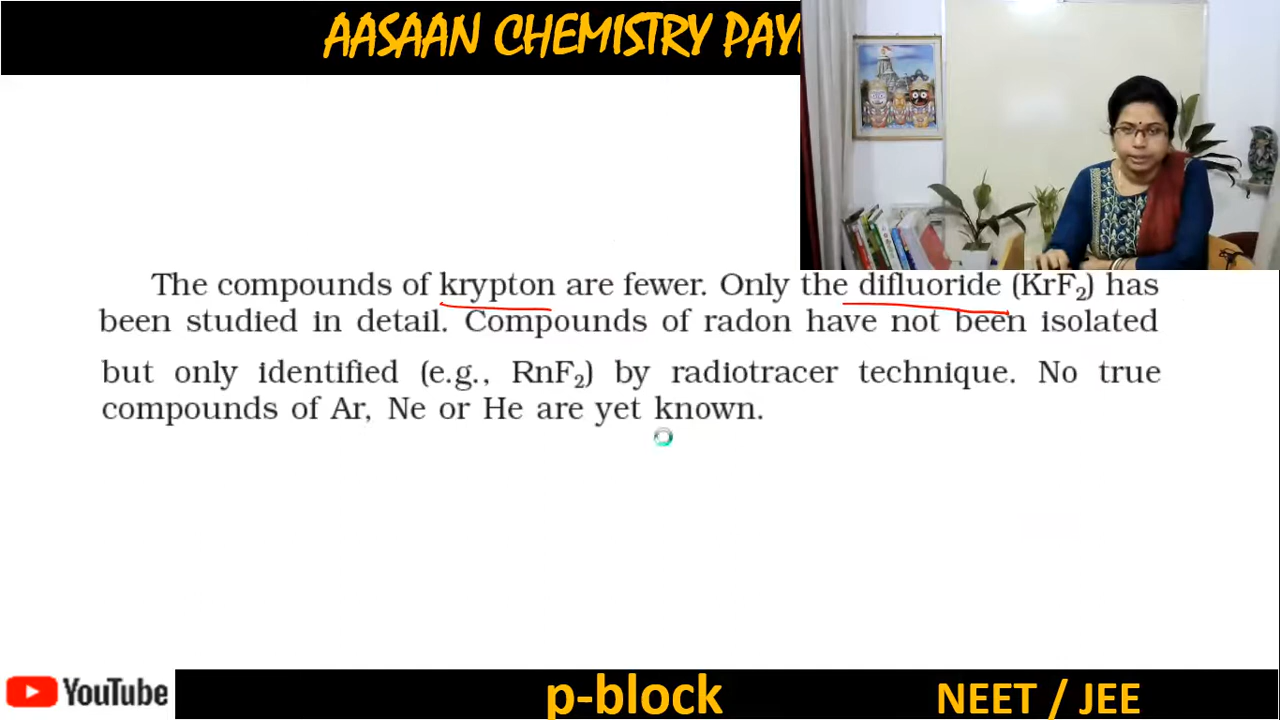 AASAAN CHEMISTRY
The compounds of krypton are fewer. Only the difluoride (KrF₂) has
been studied in detail. Compounds of radon have not been isolated
but only identified (e.g., RnF₂) by radiotracer technique. No true
compounds of Ar, Ne or He are yet known.
YouTube
p-block
NEET / JEE